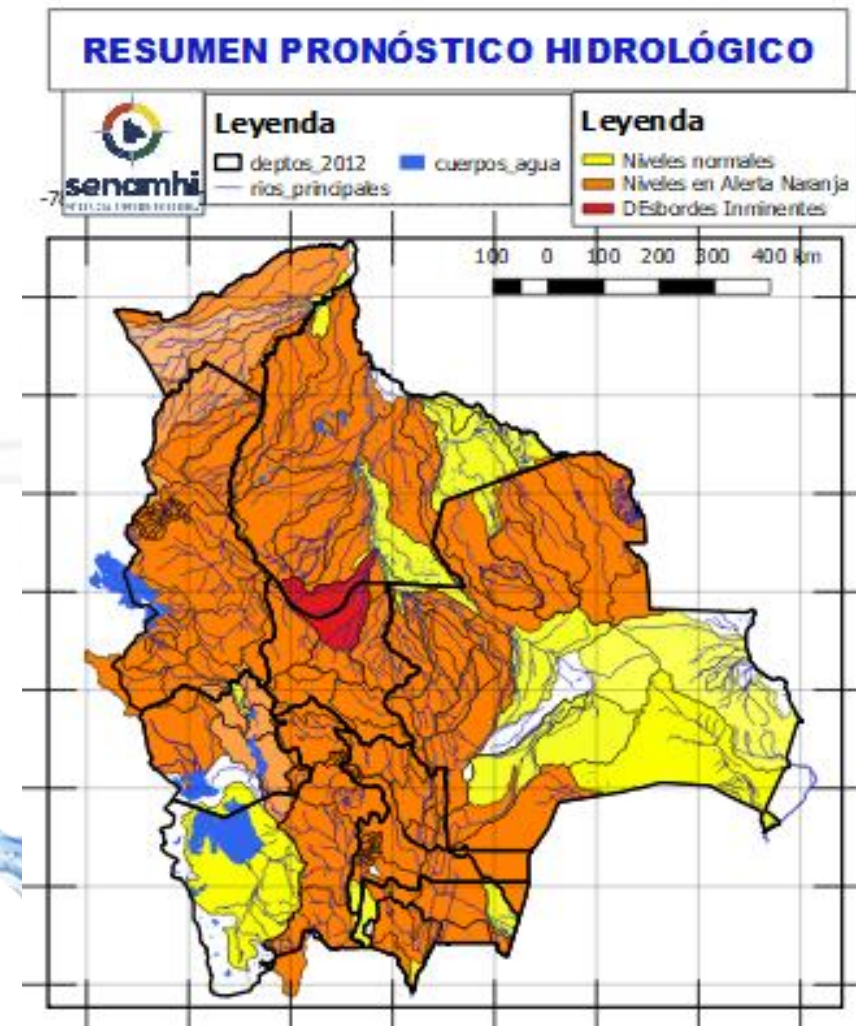 RESUMEN PRONÓSTICO HIDROLÓGICO
senamhi
Leyenda
deptos_2012
cuerpos_agua
rios_principales
Leyenda
Niveles normales
Niveles en Alerta Naranja
DEsbordes Inminentes
100 0 100 200 300 400 km